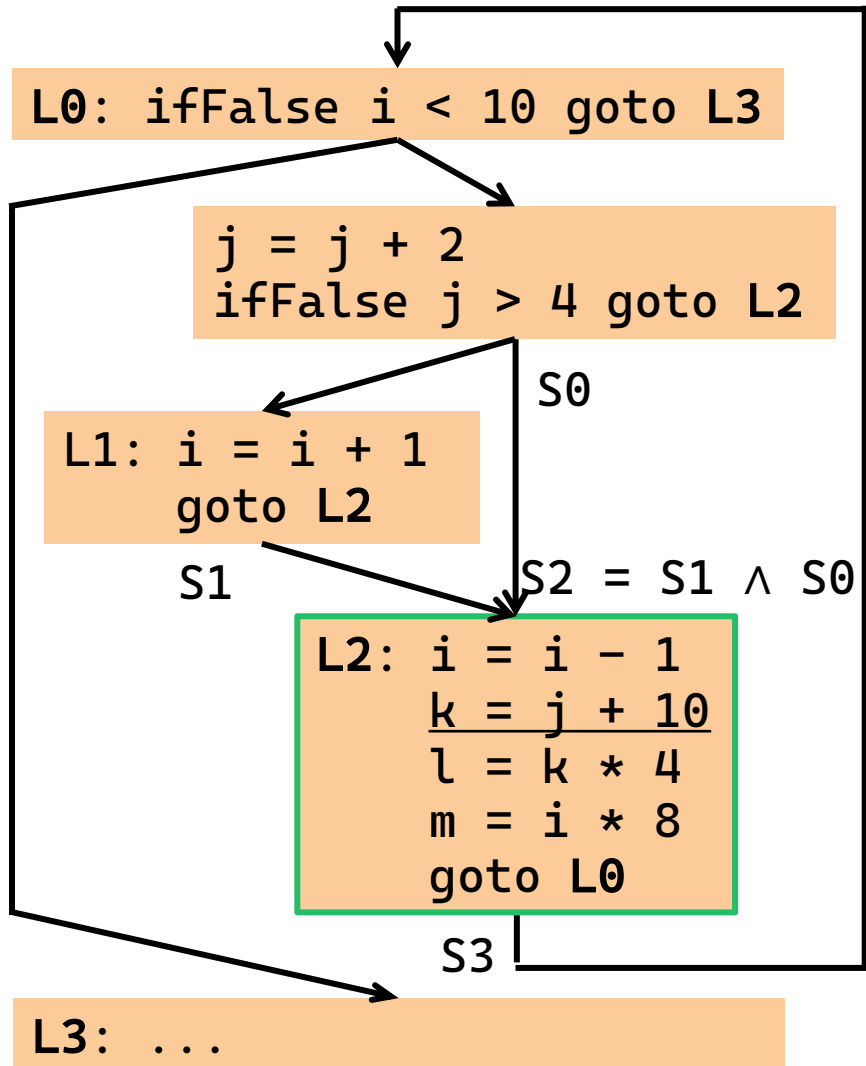 L0: ifFalse i < 10 goto L3
j = j + 2
ifFalse j > 4 goto L2
S0
L1: i = i + 1
goto L2
S1
S2 = S1 ∧ S0
L2: i = i − 1
k = j + 10
l = k * 4
m = i * 8
goto L0
S3
L3: ...